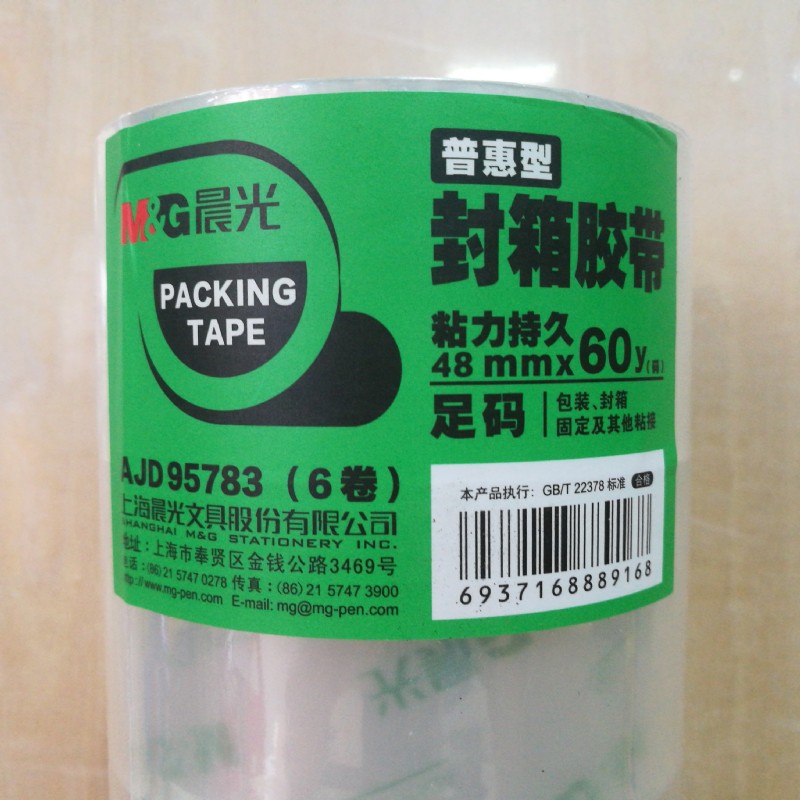 M&G晨光
PACKING
TAPE
普惠型
封箱胶带
粘力持久
48 mmx60y(码)
足码
包装、封箱
固定及其他粘接
AJD95783（6卷）
上海晨光文具股份有限公司
SHANGHAI M&G STATIONERY INC.
地址：上海市奉贤区金钱公路3469号
电话：(86)21 5747 0278 传真：(86)21 5747 3900
http://www.mg-pen.com E-mail: mg@mg-pen.com
本产品执行：GB/T 22378 标准 合格
6937168889168
晨光